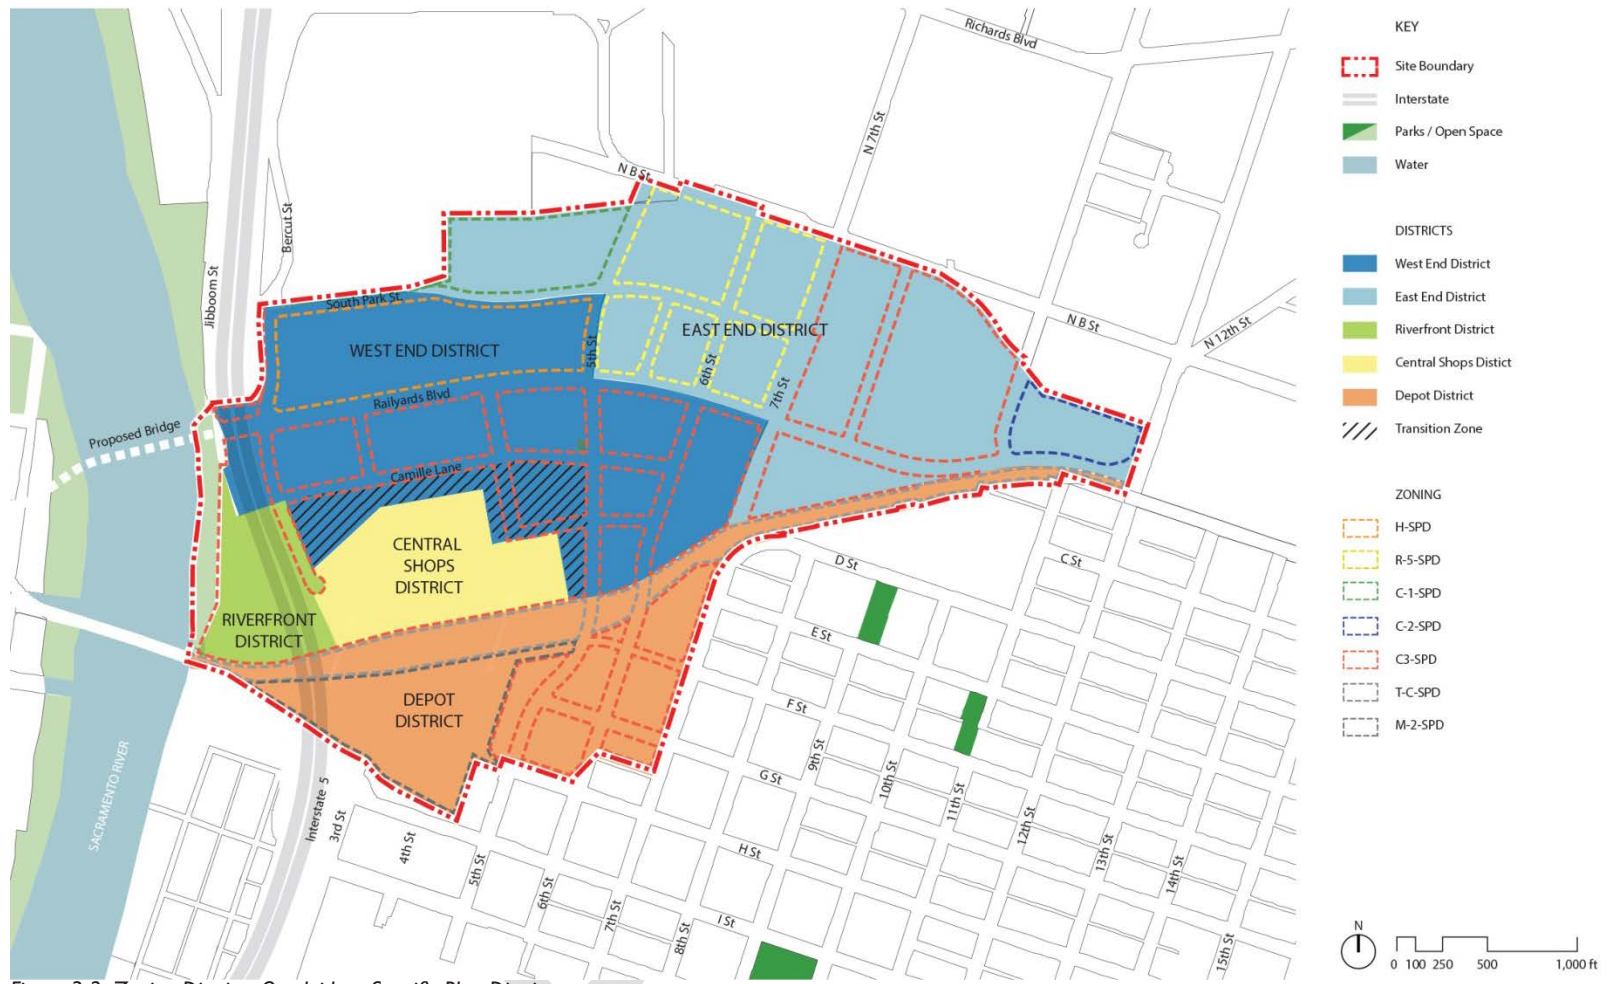 Richards Blvd
N 7th St
N B St.
Bercut St
Jibboom St
South Park St.
WEST END DISTRICT
5th St
EAST END DISTRICT
6th St
7th St
N B St
N 12th St
Railyards Blvd
Proposed Bridge
Camille Lane
CENTRAL
SHOPS
DISTRICT
RIVERFRONT
DISTRICT
DEPOT
DISTRICT
D St
C St
E St
F St
G St
H St
I St
SACRAMENTO RIVER
Interstate 5
3rd St
4th St
5th St
6th St
7th St
8th St
9th St
10th St
11th St
12th St
13th St
14th St
15th St
KEY
Site Boundary
Interstate
Parks / Open Space
Water
DISTRICTS
West End District
East End District
Riverfront District
Central Shops Distict
Depot District
Transition Zone
ZONING
H-SPD
R-5-SPD
C-1-SPD
C-2-SPD
C3-SPD
T-C-SPD
M-2-SPD
N
0 100 250 500 1,000 ft